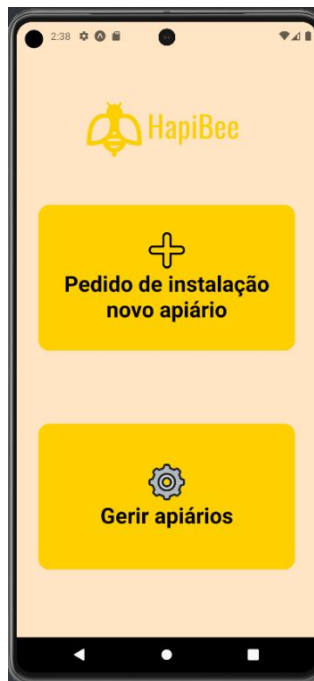 2:38
HapiBee
Pedido de instalação
novo apiário
Gerir apiários